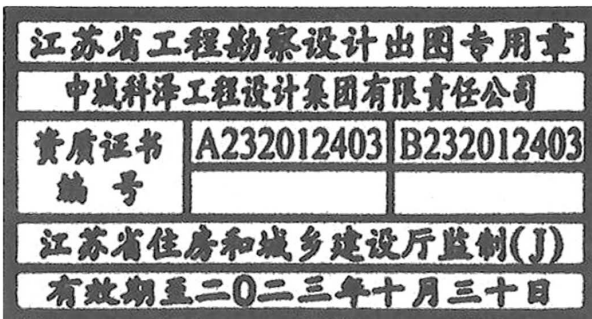 江苏省工程勘察设计出图专用章
中城科泽工程设计集团有限责任公司
资质证书 A232012403 B232012403
编号
江苏省住房和城乡建设厅监制(J)
有效期至二〇二三年十月三十日